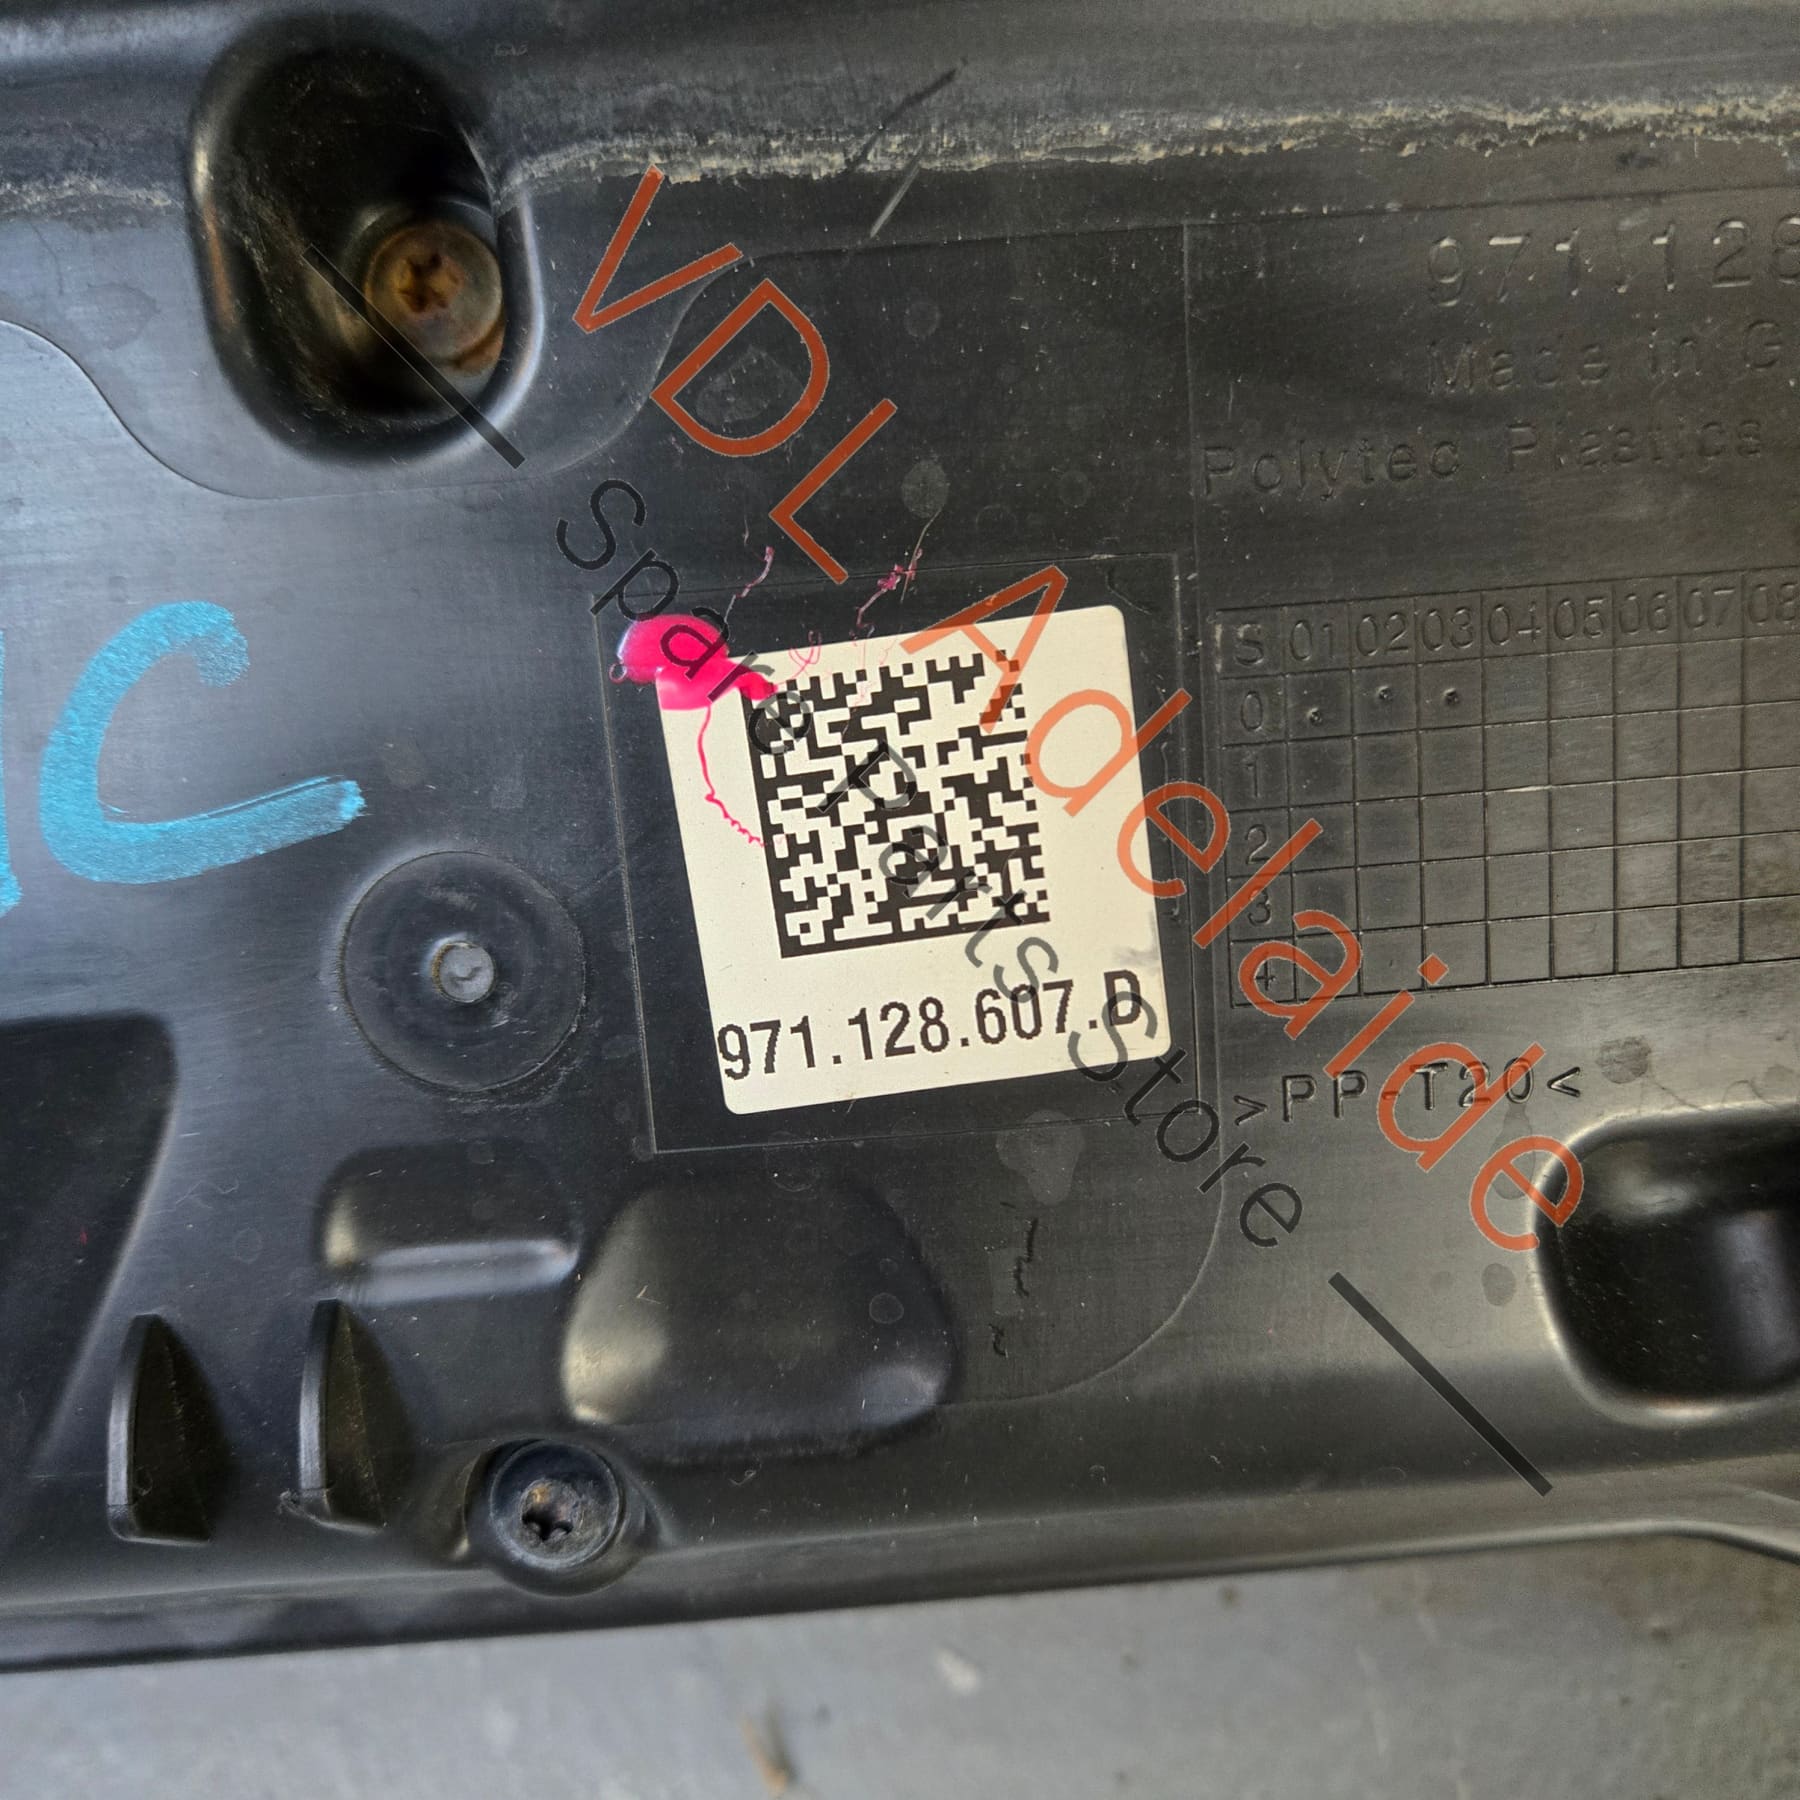 971.128
Made in G
Polytec Plastics
S 01 02 03 04 05 06 07 08
0
1
2
3
4
971.128.607.D
>PP-T20<
C
VDL Adelaide
Spare Parts Store